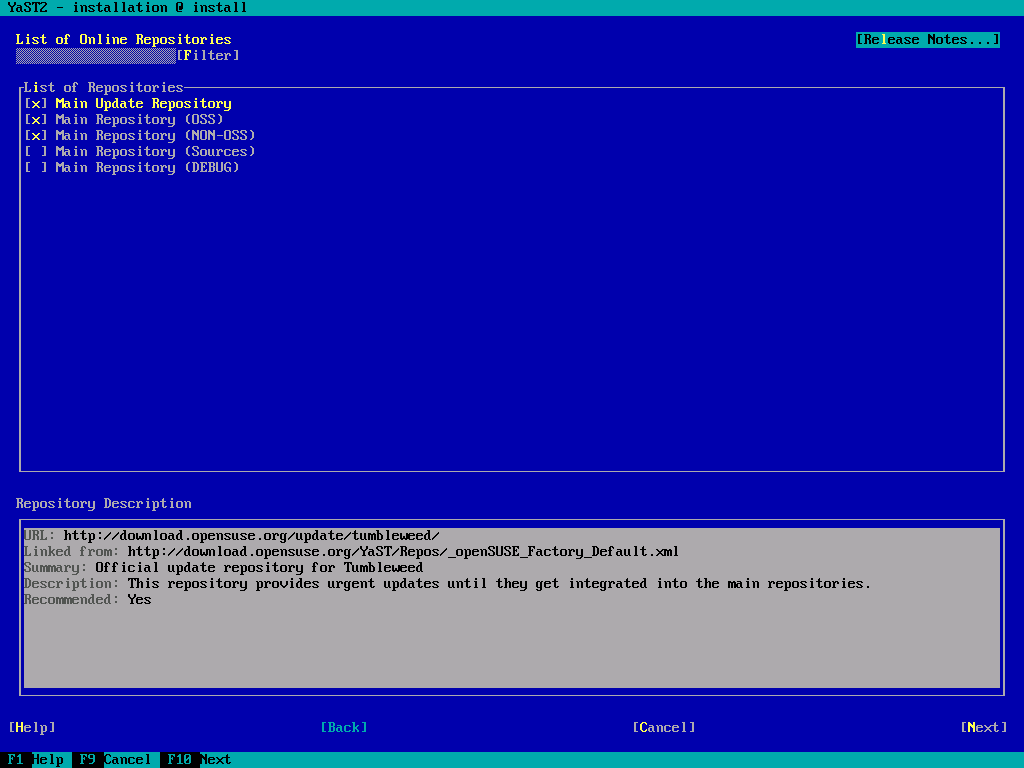 YaST2 - installation @ install
List of Online Repositories [Release Notes...]
[Filter]
List of Repositories
[x] Main Update Repository
[x] Main Repository (OSS)
[x] Main Repository (NON-OSS)
[ ] Main Repository (Sources)
[ ] Main Repository (DEBUG)
Repository Description
URL: http://download.opensuse.org/update/tumbleweed/
Linked from: http://download.opensuse.org/YaST/Repos/_openSUSE_Factory_Default.xml
Summary: Official update repository for Tumbleweed
Description: This repository provides urgent updates until they get integrated into the main repositories.
Recommended: Yes
[Help] [Back] [Cancel] [Next]
F1 Help F9 Cancel F10 Next